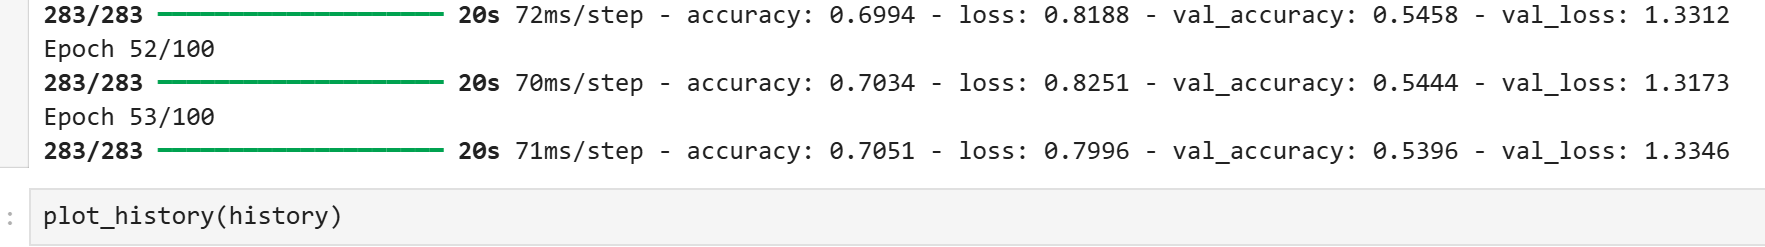 283/283 ━━━━━━━━━━━━━━━━━━━━ 20s 72ms/step - accuracy: 0.6994 - loss: 0.8188 - val_accuracy: 0.5458 - val_loss: 1.3312
Epoch 52/100
283/283 ━━━━━━━━━━━━━━━━━━━━ 20s 70ms/step - accuracy: 0.7034 - loss: 0.8251 - val_accuracy: 0.5444 - val_loss: 1.3173
Epoch 53/100
283/283 ━━━━━━━━━━━━━━━━━━━━ 20s 71ms/step - accuracy: 0.7051 - loss: 0.7996 - val_accuracy: 0.5396 - val_loss: 1.3346
: plot_history(history)